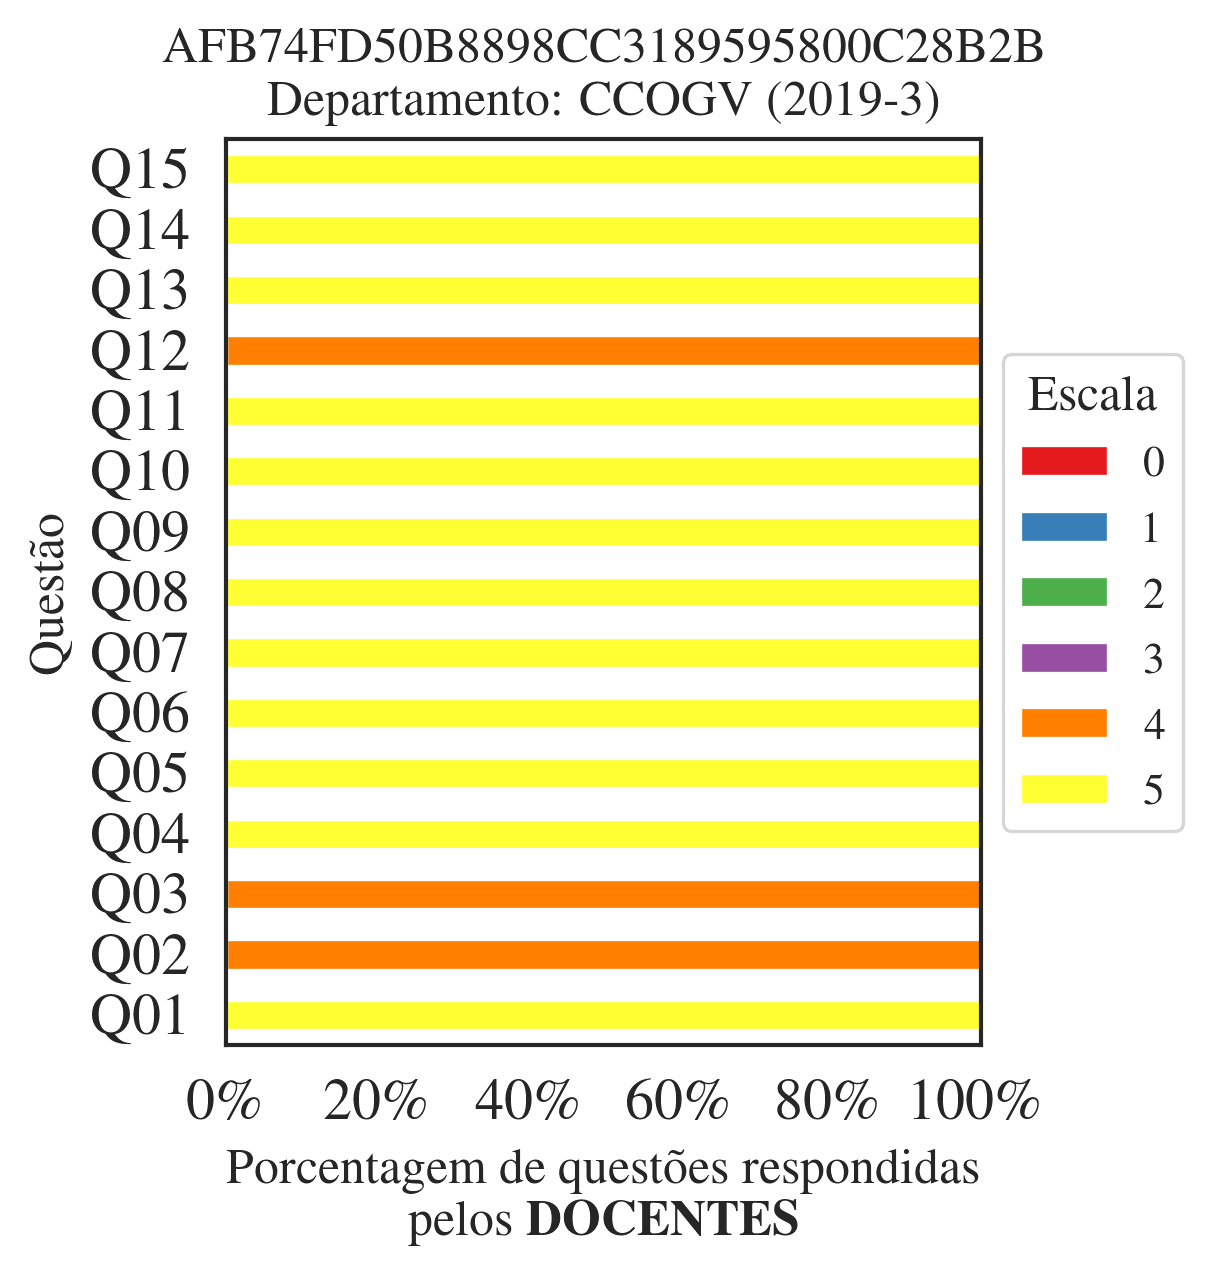 AFB74FD50B8898CC3189595800C28B2B
Departamento: CCOGV (2019-3)
Q15
Q14
Q13
Q12
Q11
Q10
Q09
Q08
Q07
Q06
Q05
Q04
Q03
Q02
Q01
Questão
0% 20% 40% 60% 80% 100%
Porcentagem de questões respondidas
pelos DOCENTES
Escala
0
1
2
3
4
5